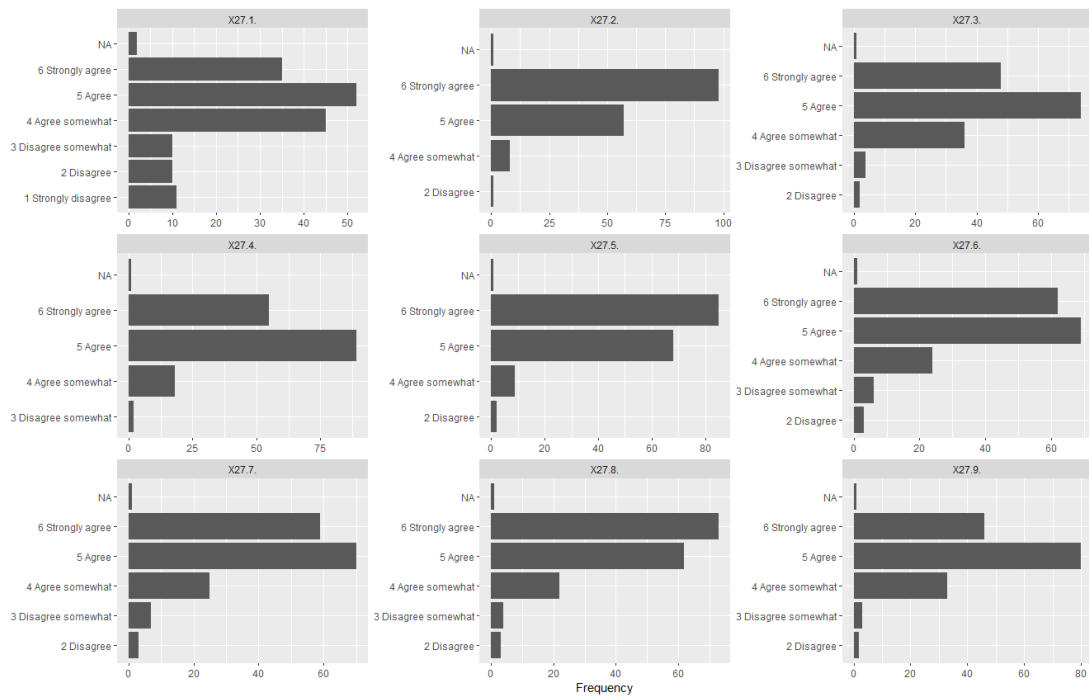 X27.1.
NA
6 Strongly agree
5 Agree
4 Agree somewhat
3 Disagree somewhat
2 Disagree
1 Strongly disagree
0 10 20 30 40 50
X27.2.
NA
6 Strongly agree
5 Agree
4 Agree somewhat
2 Disagree
0 25 50 75 100
X27.3.
NA
6 Strongly agree
5 Agree
4 Agree somewhat
3 Disagree somewhat
2 Disagree
0 20 40 60
X27.4.
NA
6 Strongly agree
5 Agree
4 Agree somewhat
3 Disagree somewhat
0 25 50 75
X27.5.
NA
6 Strongly agree
5 Agree
4 Agree somewhat
2 Disagree
0 20 40 60 80
X27.6.
NA
6 Strongly agree
5 Agree
4 Agree somewhat
3 Disagree somewhat
2 Disagree
0 20 40 60
X27.7.
NA
6 Strongly agree
5 Agree
4 Agree somewhat
3 Disagree somewhat
2 Disagree
0 20 40 60
X27.8.
NA
6 Strongly agree
5 Agree
4 Agree somewhat
3 Disagree somewhat
2 Disagree
0 20 40 60
X27.9.
NA
6 Strongly agree
5 Agree
4 Agree somewhat
3 Disagree somewhat
2 Disagree
0 20 40 60 80
Frequency